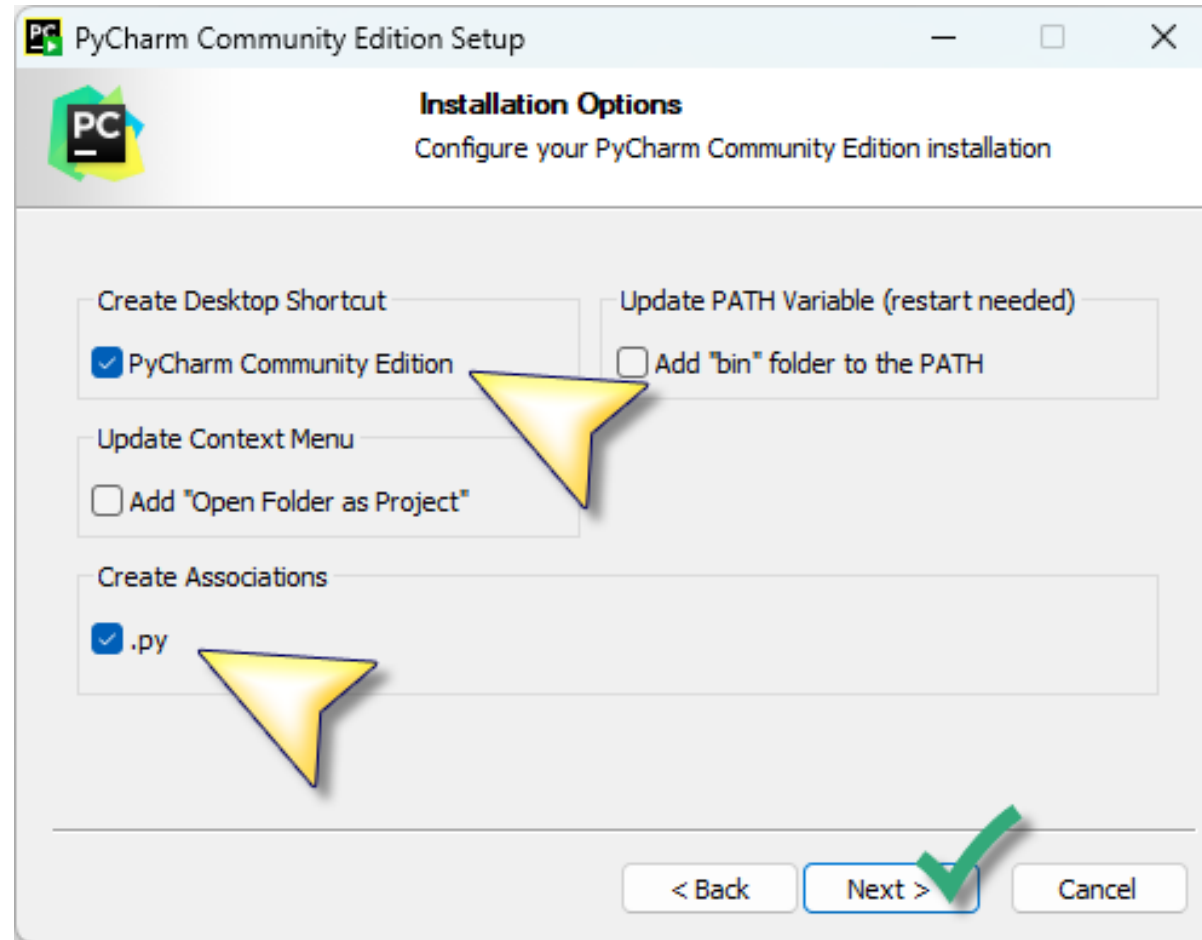 PyCharm Community Edition Setup
PC
Installation Options
Configure your PyCharm Community Edition installation
Create Desktop Shortcut
PyCharm Community Edition
Update PATH Variable (restart needed)
Add "bin" folder to the PATH
Update Context Menu
Add "Open Folder as Project"
Create Associations
.py
< Back
Next >
Cancel